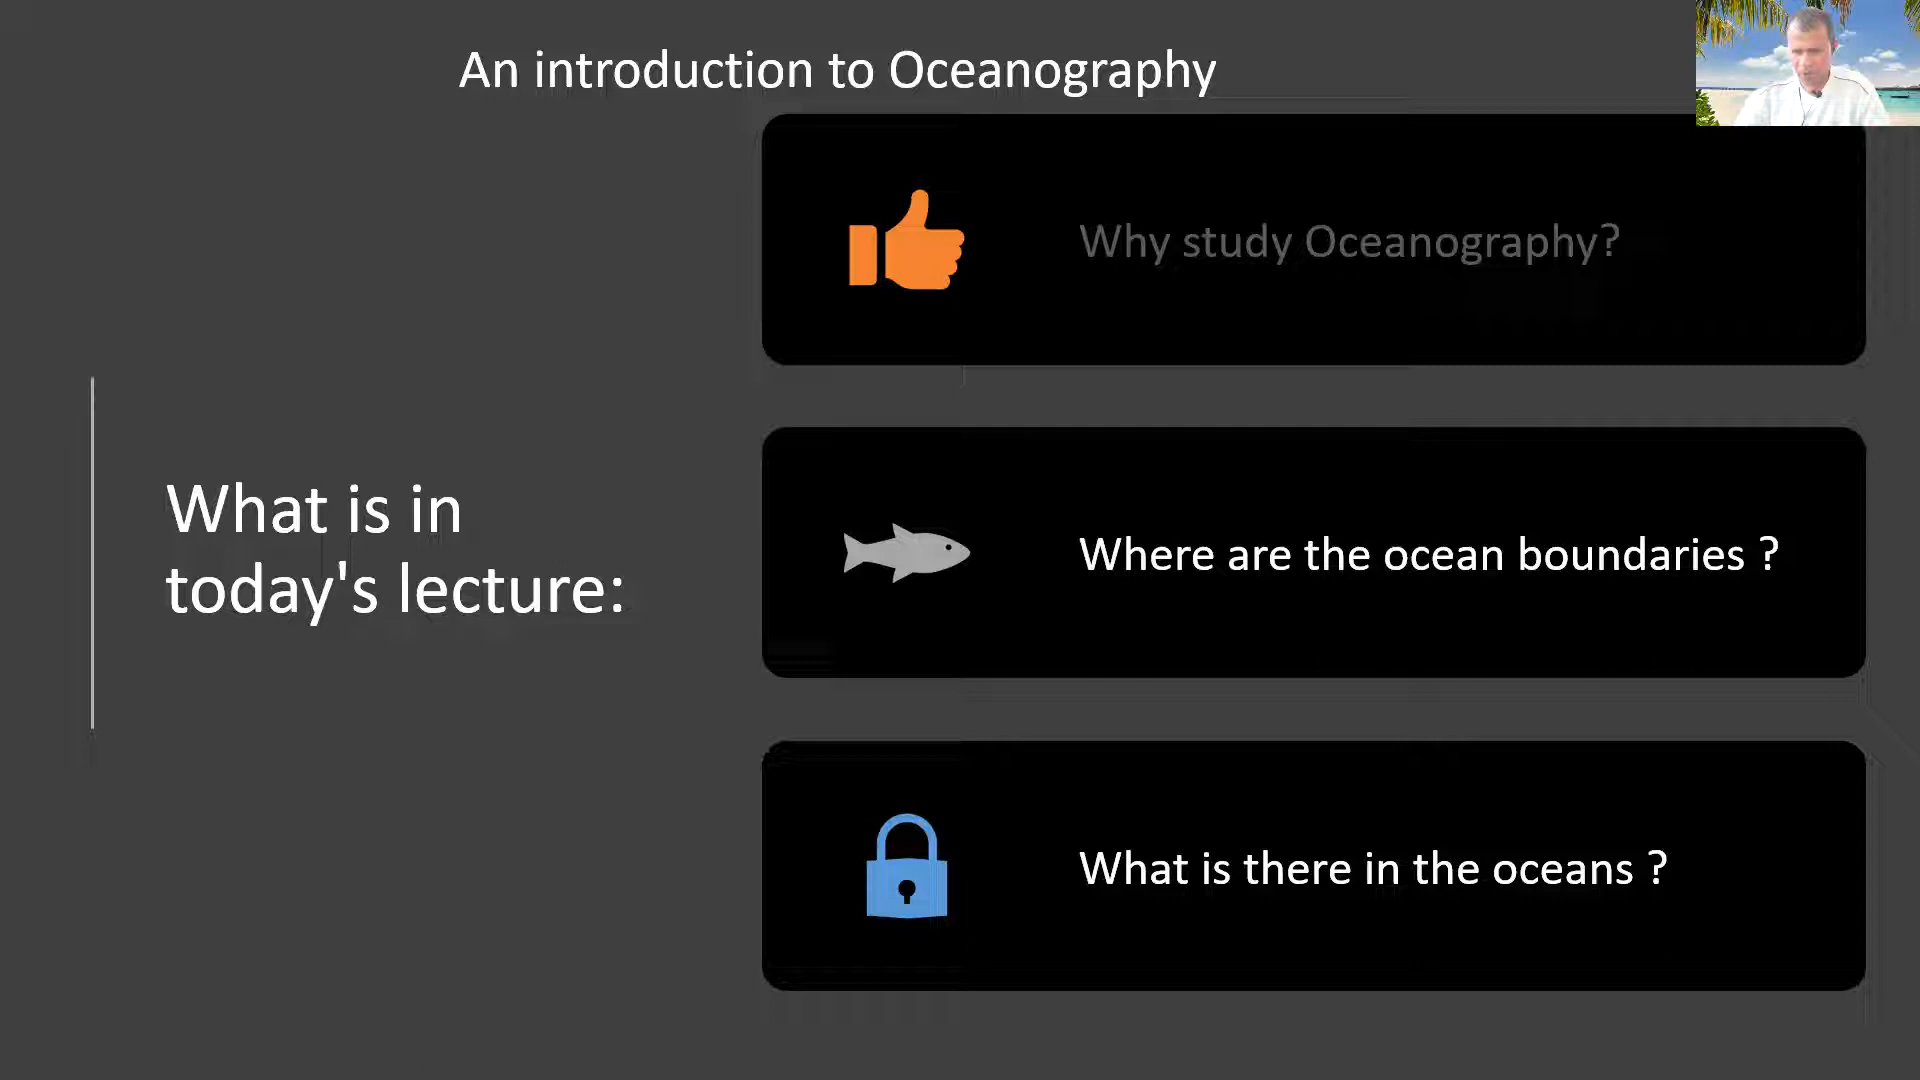 An introduction to Oceanography
Why study Oceanography?
What is in
today's lecture:
Where are the ocean boundaries ?
What is there in the oceans ?